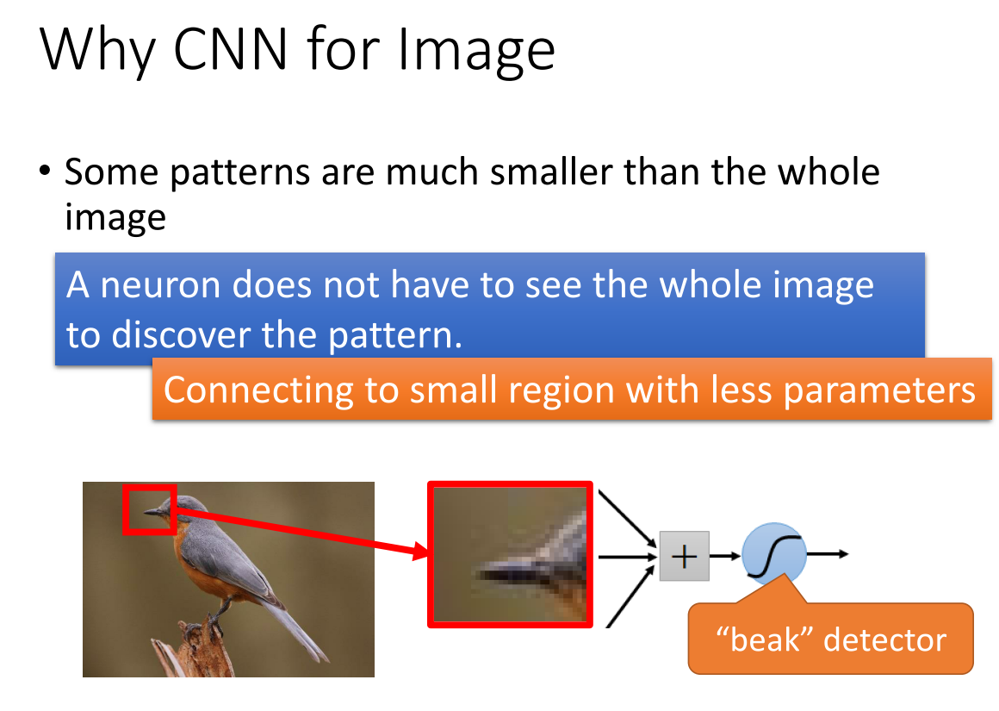 Why CNN for Image
• Some patterns are much smaller than the whole
image
A neuron does not have to see the whole image
to discover the pattern.
Connecting to small region with less parameters
+
“beak” detector